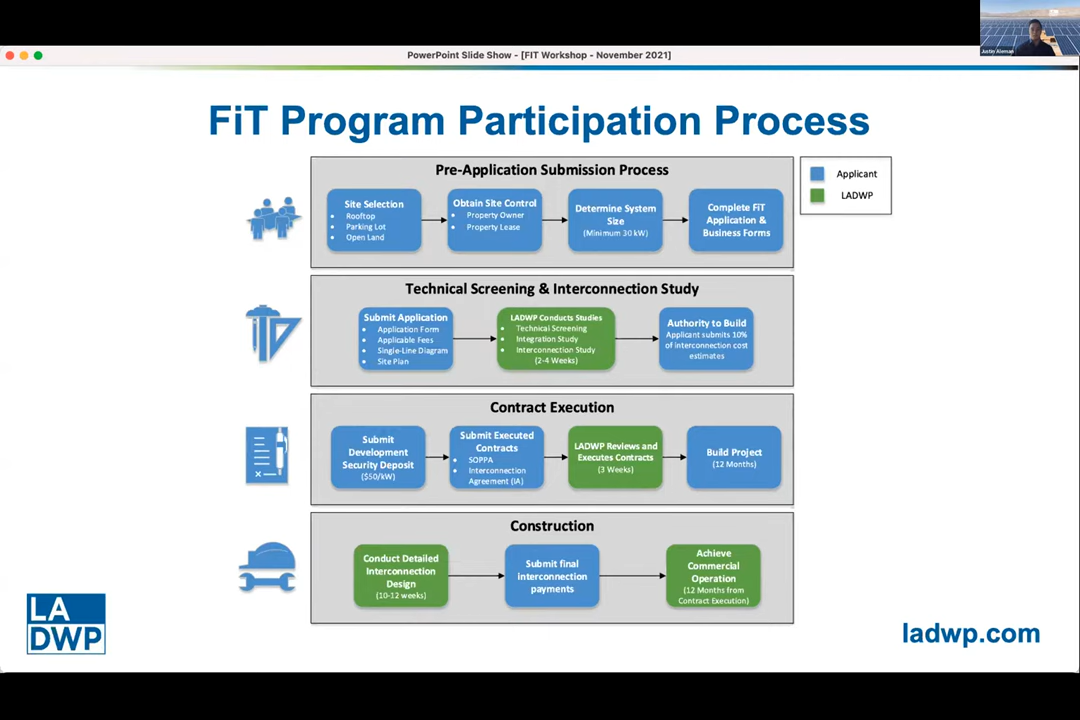 Justin Aleman
PowerPoint Slide Show - [FIT Workshop - November 2021]
FiT Program Participation Process
Applicant
LADWP
Pre-Application Submission Process
Site Selection
• Rooftop
• Parking Lot
• Open Land
Obtain Site Control
• Property Owner
• Property Lease
Determine System
Size
(Minimum 30 kW)
Complete FiT
Application &
Business Forms
Technical Screening & Interconnection Study
Submit Application
• Application Form
• Applicable Fees
• Single-Line Diagram
• Site Plan
LADWP Conducts Studies
• Technical Screening
• Integration Study
• Interconnection Study
(2-4 Weeks)
Authority to Build
Applicant submits 10%
of interconnection cost
estimates
Contract Execution
Submit
Development
Security Deposit
($50/kW)
Submit Executed
Contracts
• SOPPA
• Interconnection
Agreement (IA)
LADWP Reviews and
Executes Contracts
(3 Weeks)
Build Project
(12 Months)
Construction
Conduct Detailed
Interconnection
Design
(10-12 weeks)
Submit final
interconnection
payments
Achieve
Commercial
Operation
(12 Months from
Contract Execution)
LA
DWP
ladwp.com